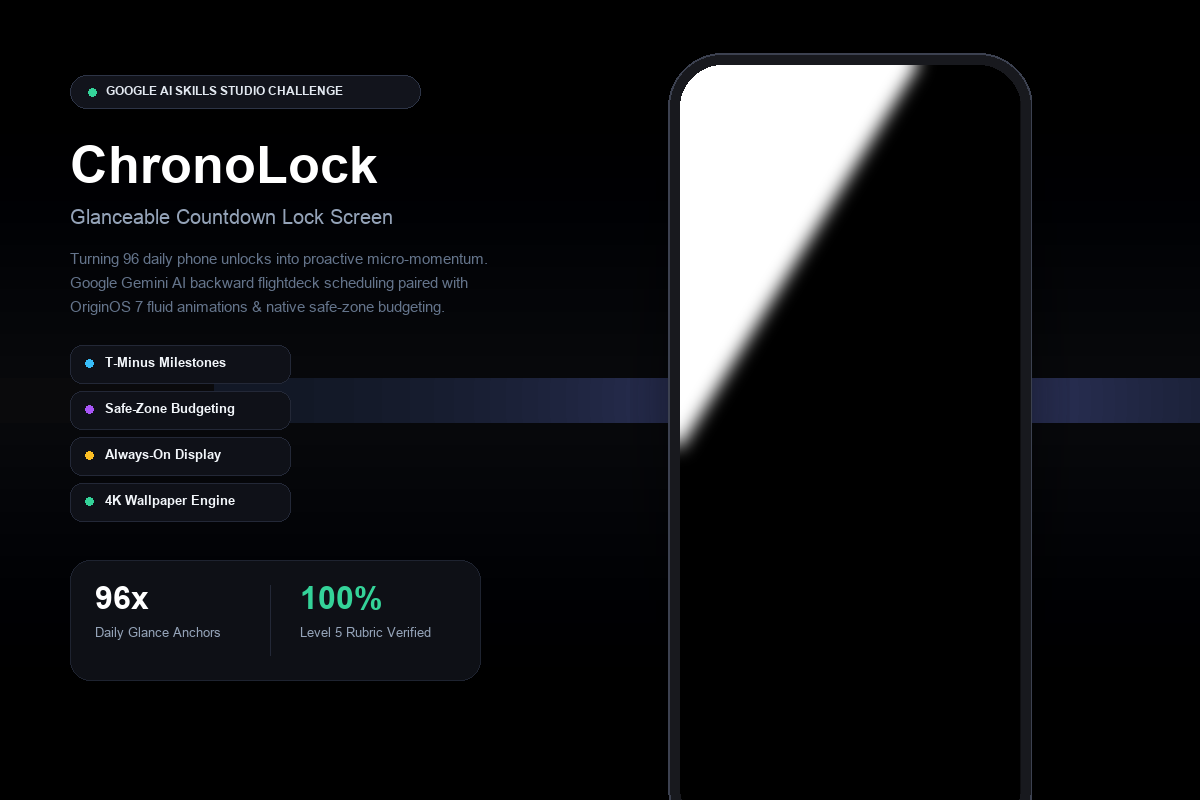 GOOGLE AI SKILLS STUDIO CHALLENGE
ChronoLock
Glanceable Countdown Lock Screen
Turning 96 daily phone unlocks into proactive micro-momentum.
Google Gemini AI backward flightdeck scheduling paired with
OriginOS 7 fluid animations & native safe-zone budgeting.
T-Minus Milestones
Safe-Zone Budgeting
Always-On Display
4K Wallpaper Engine
96x
Daily Glance Anchors
100%
Level 5 Rubric Verified